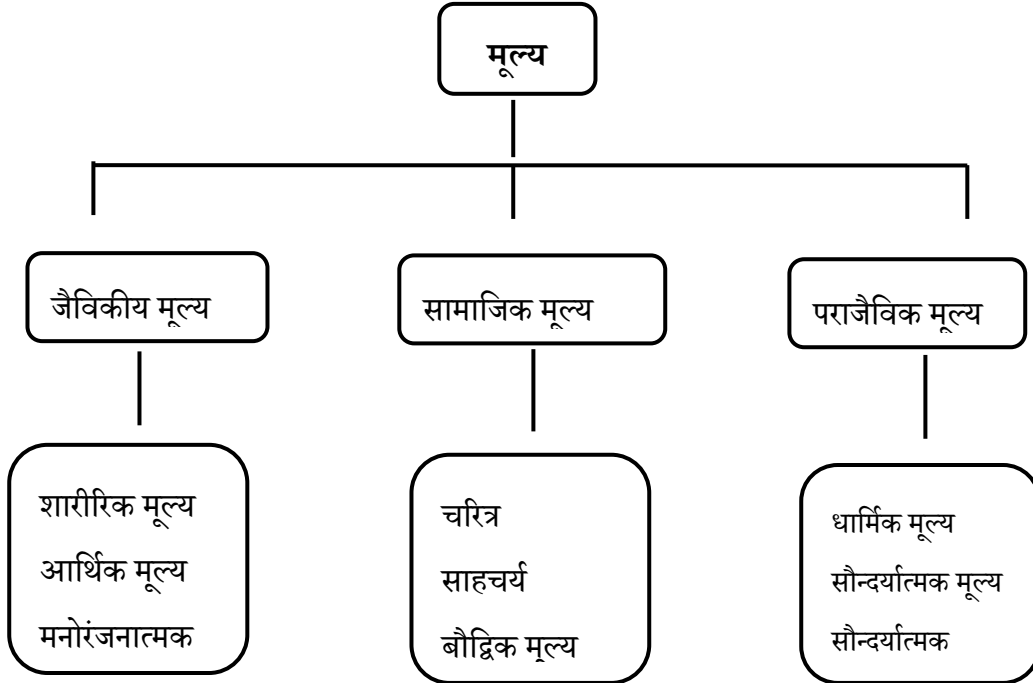 मूल्य
जैविकीय मूल्य
सामाजिक मूल्य
पराजैविक मूल्य
शारीरिक मूल्य
आर्थिक मूल्य
मनोरंजनात्मक
चरित्र
साहचर्य
बौद्विक मूल्य
धार्मिक मूल्य
सौन्दर्यात्मक मूल्य
सौन्दर्यात्मक